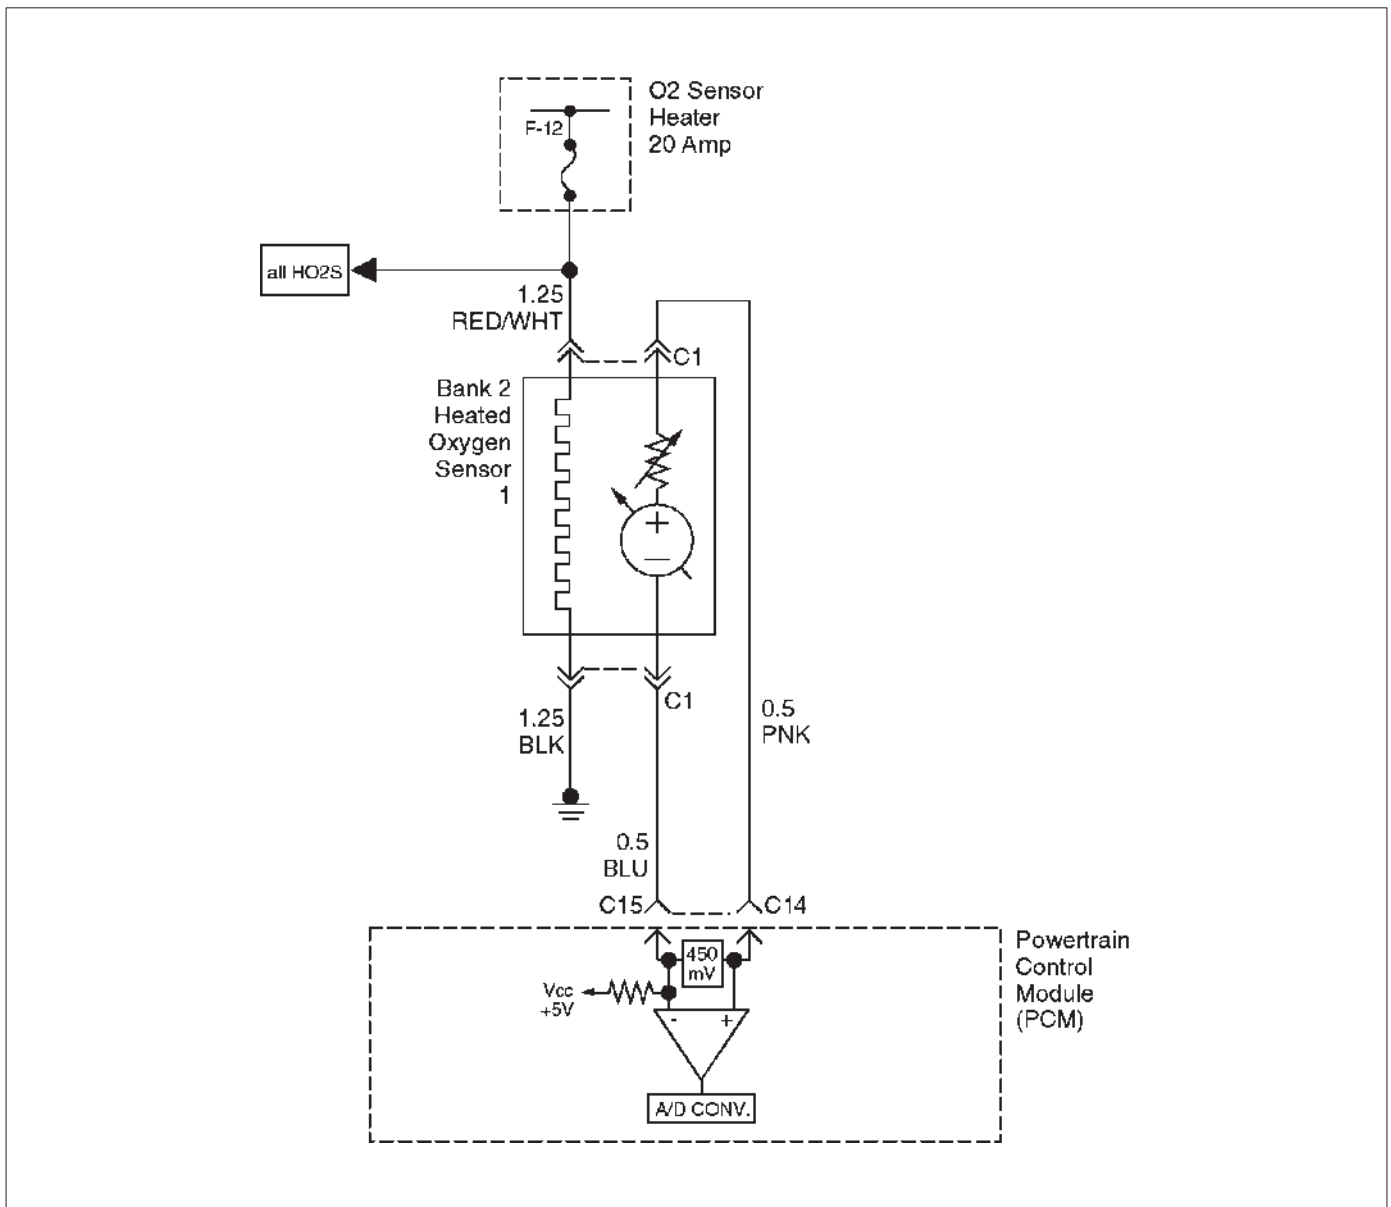 O2 Sensor
Heater
20 Amp
F-12
all HO2S
1.25
RED/WHT
C1
Bank 2
Heated
Oxygen
Sensor
1
+
−
C1
1.25
BLK
0.5
PNK
0.5
BLU
C15
C14
450
mV
Vcc
+5V
- +
A/D CONV.
Powertrain
Control
Module
(PCM)